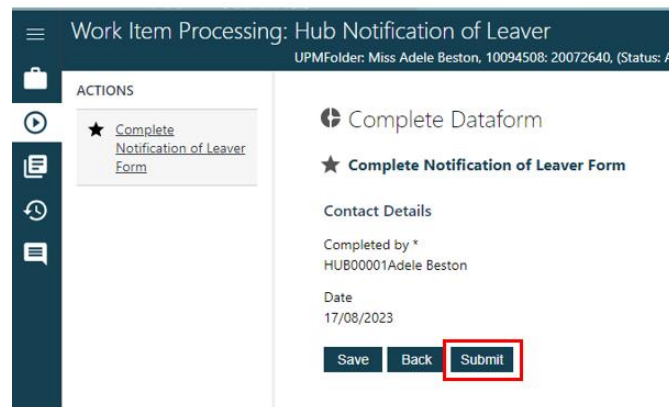 Work Item Processing: Hub Notification of Leaver
UPMFolder: Miss Adele Beston, 10094508: 20072640, (Status: A
ACTIONS
Complete
Notification of Leaver
Form
Complete Dataform
Complete Notification of Leaver Form
Contact Details
Completed by *
HUB00001Adele Beston
Date
17/08/2023
Save Back Submit